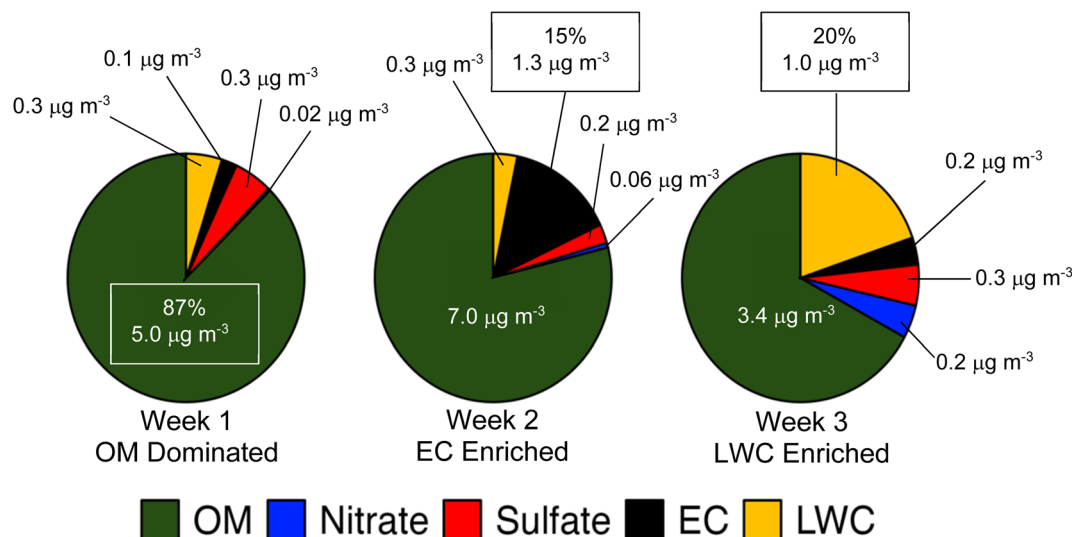 0.3 μg m⁻³
0.1 μg m⁻³
0.3 μg m⁻³
0.02 μg m⁻³
87%
5.0 μg m⁻³
Week 1
OM Dominated
0.3 μg m⁻³
15%
1.3 μg m⁻³
0.2 μg m⁻³
0.06 μg m⁻³
7.0 μg m⁻³
Week 2
EC Enriched
20%
1.0 μg m⁻³
0.2 μg m⁻³
0.3 μg m⁻³
0.2 μg m⁻³
3.4 μg m⁻³
Week 3
LWC Enriched
OM Nitrate Sulfate EC LWC